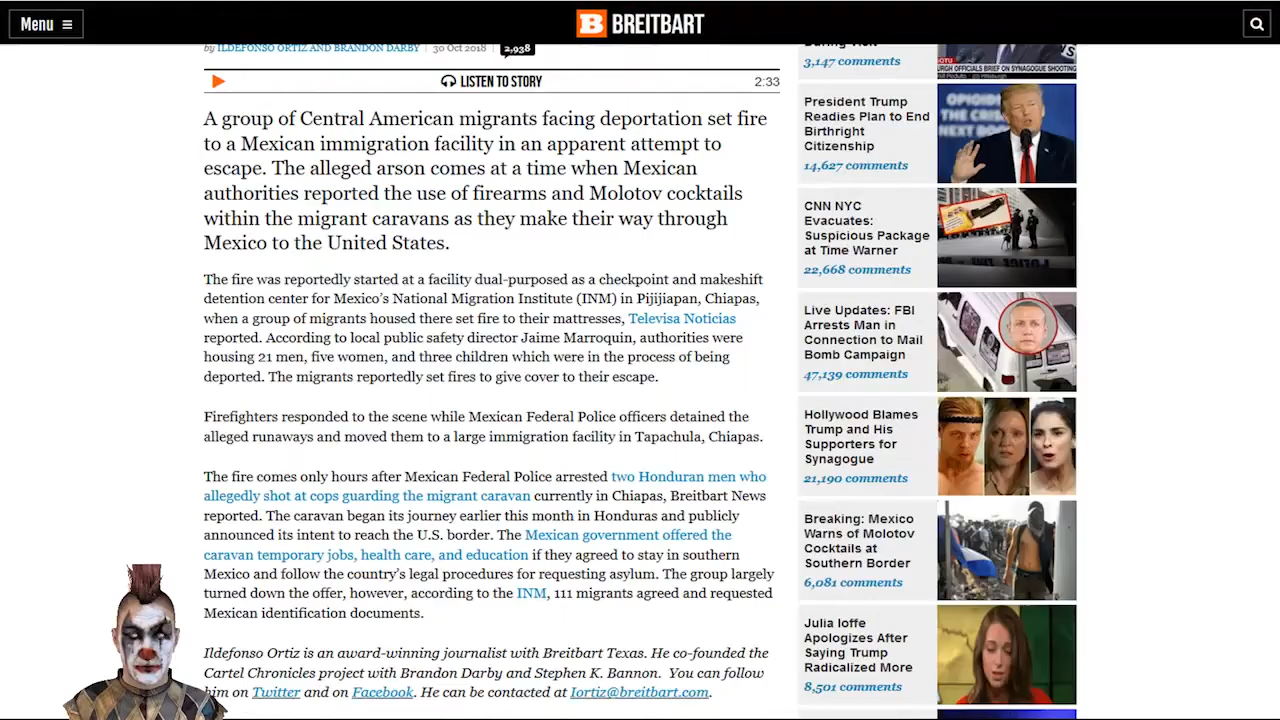 Menu
BREITBART
by ILDEFONSO ORTIZ AND BRANDON DARBY
30 Oct 2018
2,938
LISTEN TO STORY
2:33
A group of Central American migrants facing deportation set fire
to a Mexican immigration facility in an apparent attempt to
escape. The alleged arson comes at a time when Mexican
authorities reported the use of firearms and Molotov cocktails
within the migrant caravans as they make their way through
Mexico to the United States.
The fire was reportedly started at a facility dual-purposed as a checkpoint and makeshift
detention center for Mexico’s National Migration Institute (INM) in Pijijiapan, Chiapas,
when a group of migrants housed there set fire to their mattresses, Televisa Noticias
reported. According to local public safety director Jaime Marroquin, authorities were
housing 21 men, five women, and three children which were in the process of being
deported. The migrants reportedly set fires to give cover to their escape.
Firefighters responded to the scene while Mexican Federal Police officers detained the
alleged runaways and moved them to a large immigration facility in Tapachula, Chiapas.
The fire comes only hours after Mexican Federal Police arrested two Honduran men who
allegedly shot at cops guarding the migrant caravan currently in Chiapas, Breitbart News
reported. The caravan began its journey earlier this month in Honduras and publicly
announced its intent to reach the U.S. border. The Mexican government offered the
caravan temporary jobs, health care, and education if they agreed to stay in southern
Mexico and follow the country’s legal procedures for requesting asylum. The group largely
turned down the offer, however, according to the INM, 111 migrants agreed and requested
Mexican identification documents.
Ildefonso Ortiz is an award-winning journalist with Breitbart Texas. He co-founded the
Cartel Chronicles project with Brandon Darby and Stephen K. Bannon. You can follow
him on Twitter and on Facebook. He can be contacted at Iortiz@breitbart.com.
During Visit
3,147 comments
URGH OFFICIALS BRIEF ON SYNAGOGUE SHOOTING
President Trump
Readies Plan to End
Birthright
Citizenship
14,627 comments
OPIOIDS
THE CRIS
NEXT BO
CNN NYC
Evacuates:
Suspicious Package
at Time Warner
22,668 comments
Live Updates: FBI
Arrests Man in
Connection to Mail
Bomb Campaign
47,139 comments
Hollywood Blames
Trump and His
Supporters for
Synagogue
21,190 comments
Breaking: Mexico
Warns of Molotov
Cocktails at
Southern Border
6,081 comments
Julia Ioffe
Apologizes After
Saying Trump
Radicalized More
8,501 comments